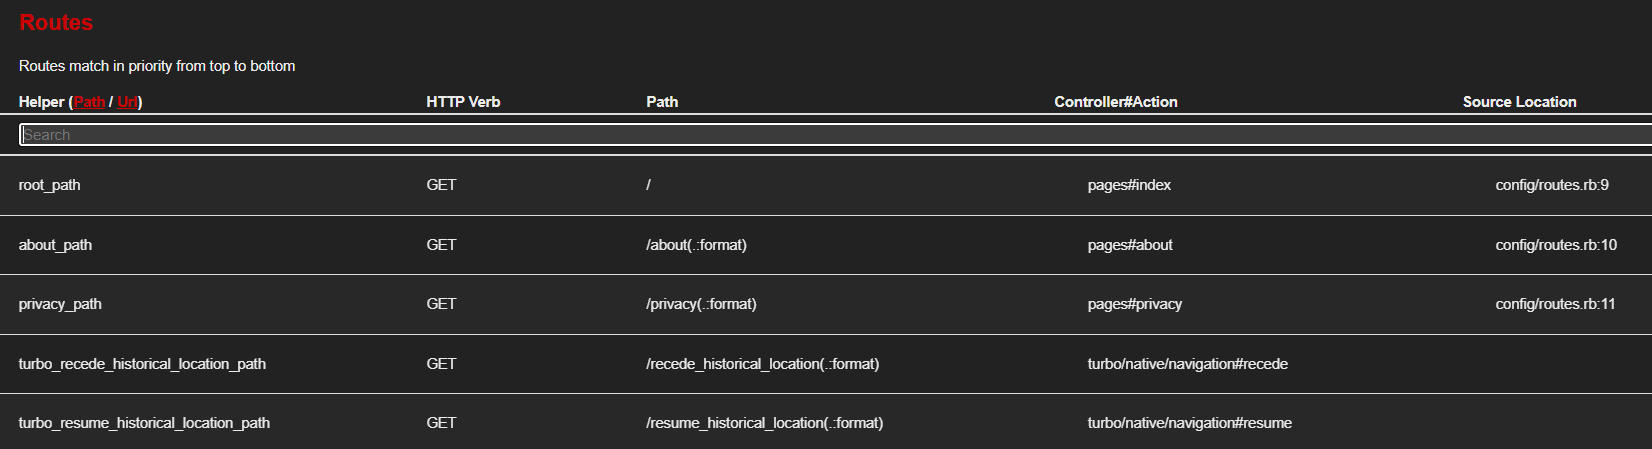 Routes
Routes match in priority from top to bottom
Helper (Path / Url) HTTP Verb Path Controller#Action Source Location
Search
root_path GET / pages#index config/routes.rb:9
about_path GET /about(.:format) pages#about config/routes.rb:10
privacy_path GET /privacy(.:format) pages#privacy config/routes.rb:11
turbo_recede_historical_location_path GET /recede_historical_location(.:format) turbo/native/navigation#recede
turbo_resume_historical_location_path GET /resume_historical_location(.:format) turbo/native/navigation#resume